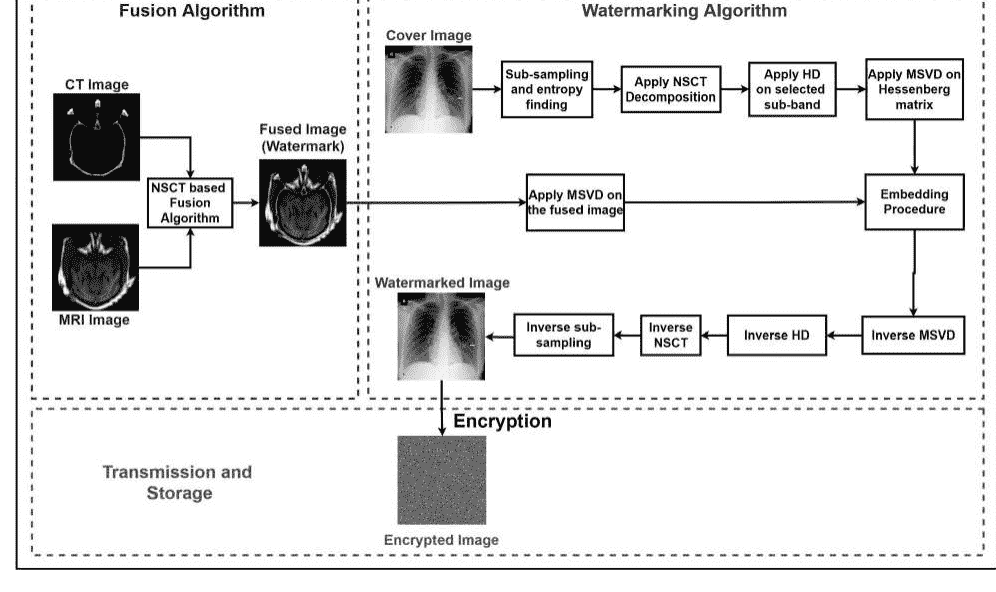 Fusion Algorithm
Watermarking Algorithm
CT Image
NSCT based
Fusion
Algorithm
MRI Image
Fused Image
(Watermark)
Cover Image
Sub-sampling
and entropy
finding
Apply NSCT
Decomposition
Apply HD
on selected
sub-band
Apply MSVD on
Hessenberg
matrix
Apply MSVD on
the fused image
Embedding
Procedure
Watermarked Image
Inverse sub-
sampling
Inverse
NSCT
Inverse HD
Inverse MSVD
Encryption
Transmission and
Storage
Encrypted Image